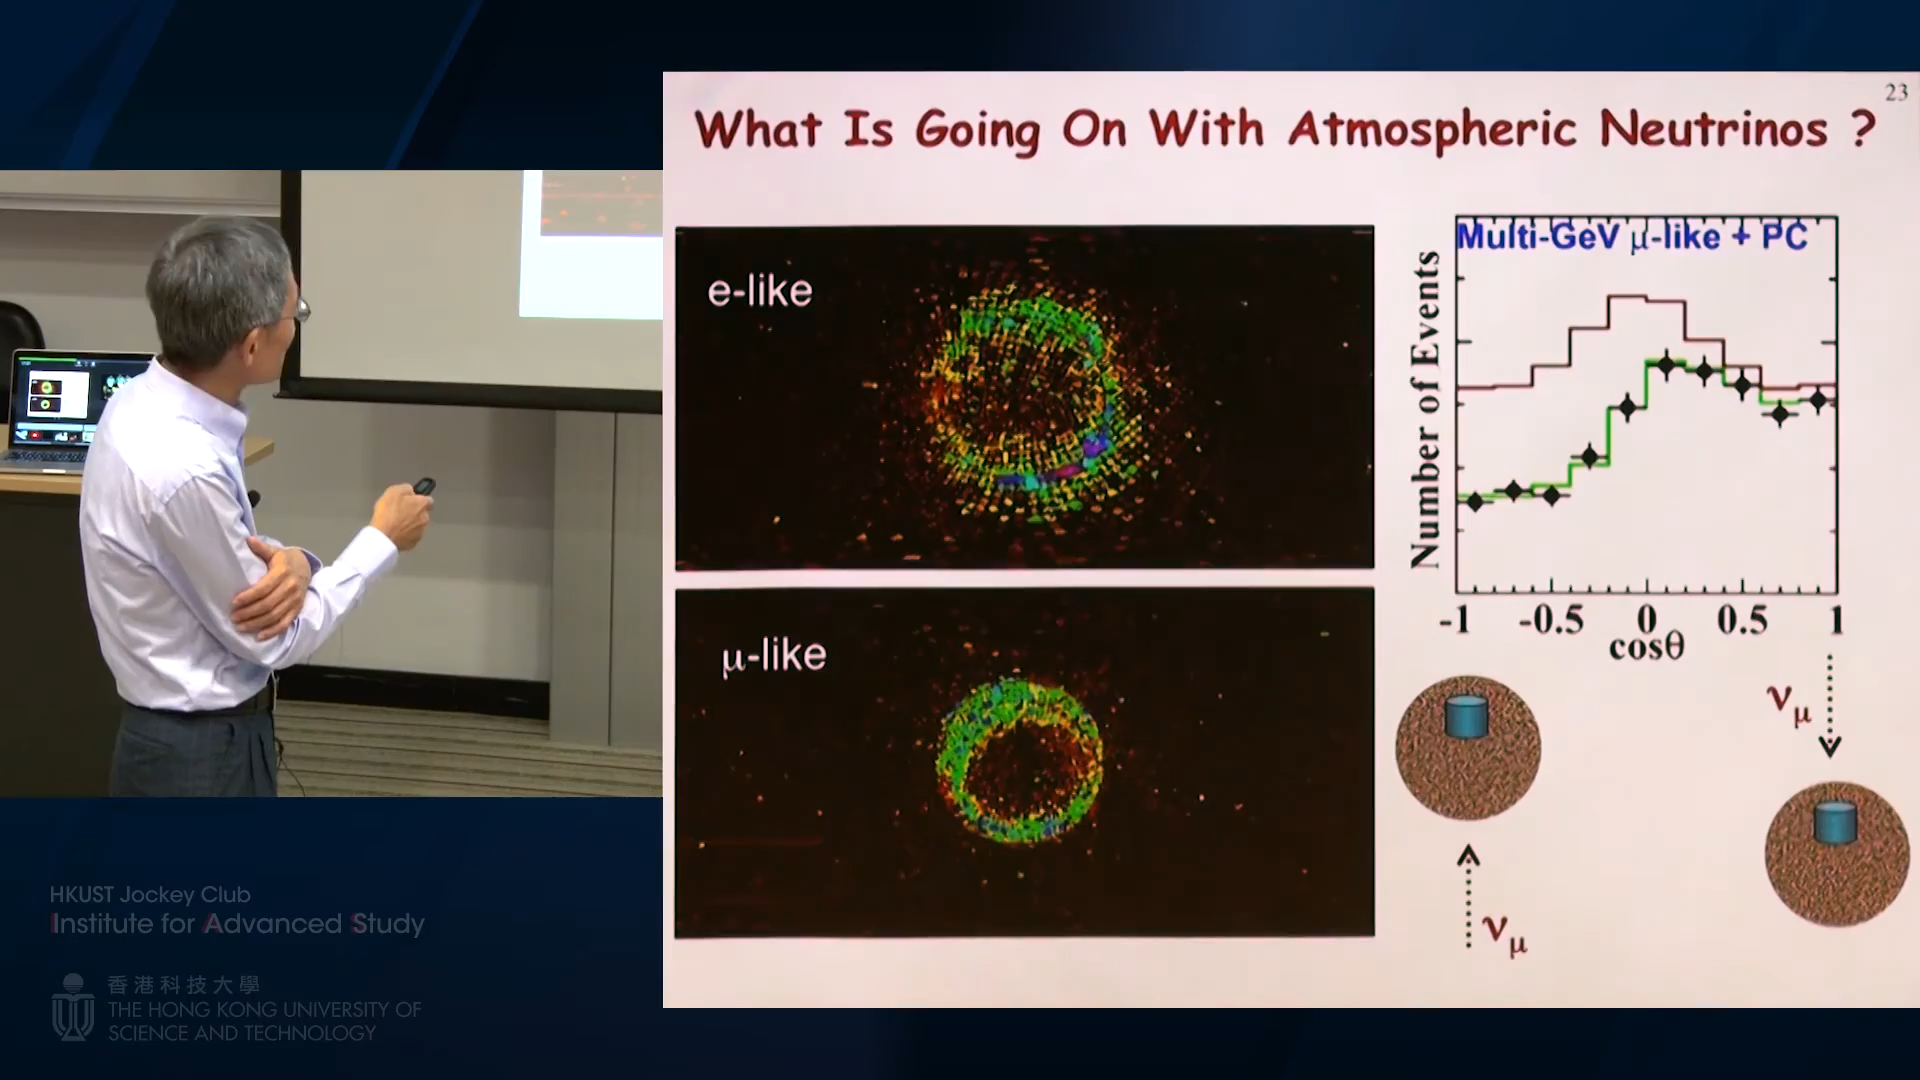 23
What Is Going On With Atmospheric Neutrinos ?
e-like
μ-like
Multi-GeV μ-like + PC
Number of Events
-1 -0.5 0 0.5 1
cosθ
νμ
νμ
HKUST Jockey Club
Institute for Advanced Study
香港科技大學
THE HONG KONG UNIVERSITY OF
SCIENCE AND TECHNOLOGY